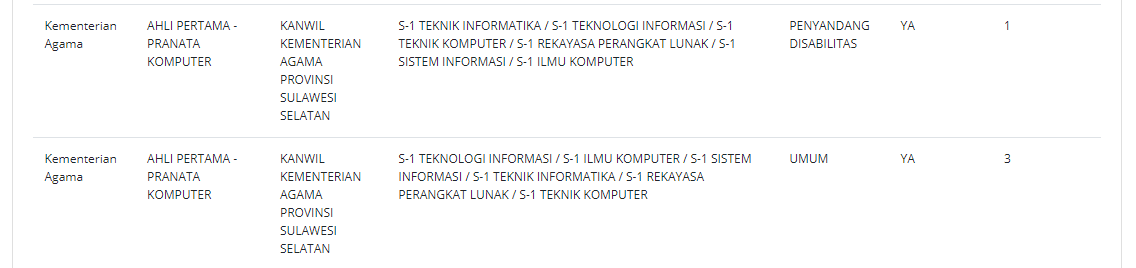 Kementerian
Agama
AHLI PERTAMA -
PRANATA
KOMPUTER
KANWIL
KEMENTERIAN
AGAMA
PROVINSI
SULAWESI
SELATAN
S-1 TEKNIK INFORMATIKA / S-1 TEKNOLOGI INFORMASI / S-1
TEKNIK KOMPUTER / S-1 REKAYASA PERANGKAT LUNAK / S-1
SISTEM INFORMASI / S-1 ILMU KOMPUTER
PENYANDANG
DISABILITAS
YA
1
Kementerian
Agama
AHLI PERTAMA -
PRANATA
KOMPUTER
KANWIL
KEMENTERIAN
AGAMA
PROVINSI
SULAWESI
SELATAN
S-1 TEKNOLOGI INFORMASI / S-1 ILMU KOMPUTER / S-1 SISTEM
INFORMASI / S-1 TEKNIK INFORMATIKA / S-1 REKAYASA
PERANGKAT LUNAK / S-1 TEKNIK KOMPUTER
UMUM
YA
3